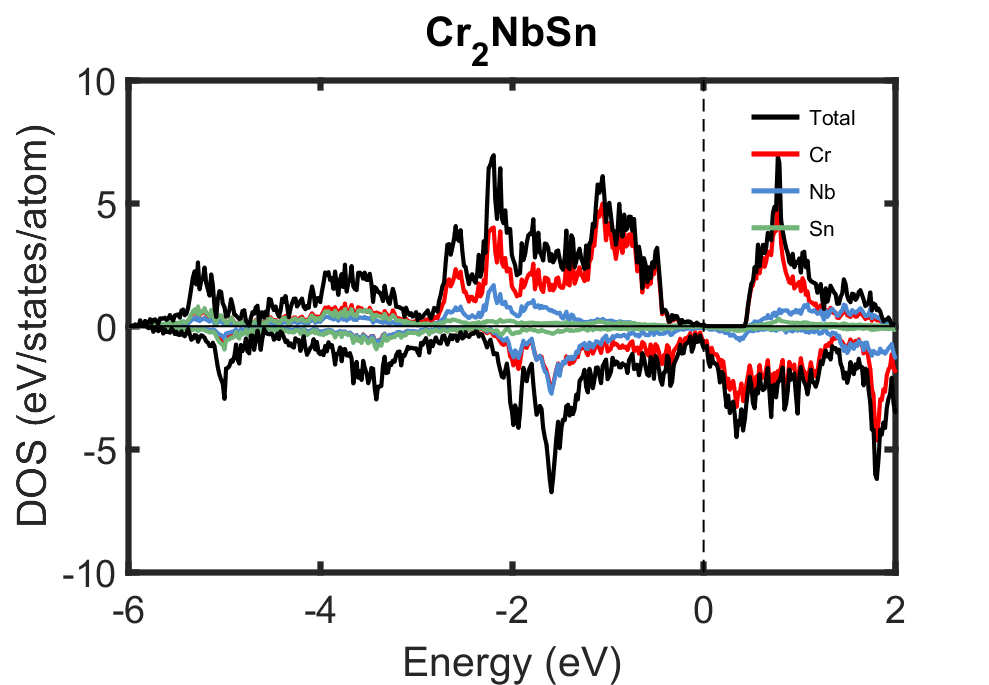 Cr₂NbSn
10
5
0
-5
-10
DOS (eV/states/atom)
Total
Cr
Nb
Sn
-6 -4 -2 0 2
Energy (eV)